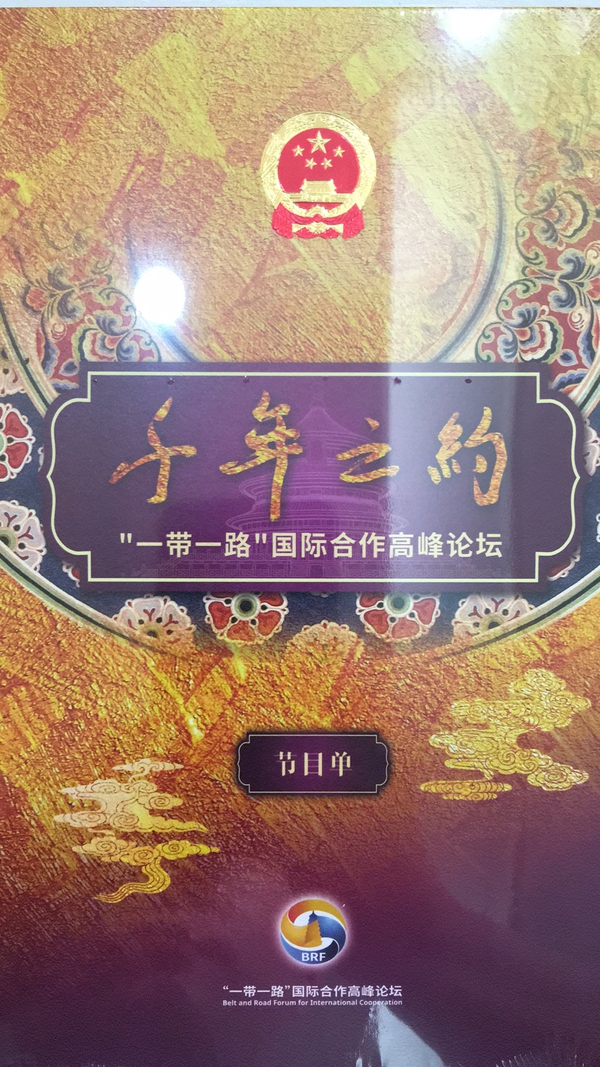 千年之約
"一带一路"国际合作高峰论坛
节目单
BRF
“一带一路”国际合作高峰论坛
Belt and Road Forum for International Cooperation